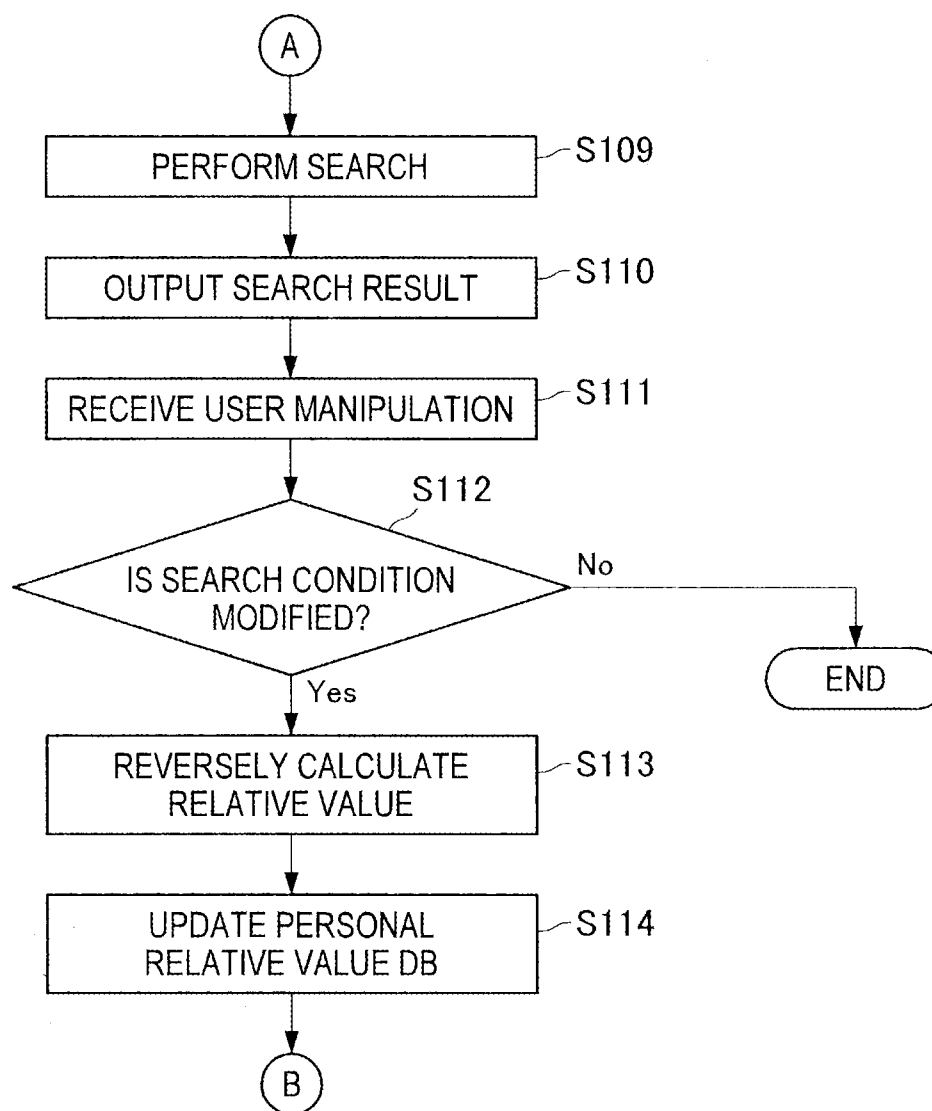 A
PERFORM SEARCH
S109
OUTPUT SEARCH RESULT
S110
RECEIVE USER MANIPULATION
S111
S112
IS SEARCH CONDITION
MODIFIED?
No
END
Yes
REVERSELY CALCULATE
RELATIVE VALUE
S113
UPDATE PERSONAL
RELATIVE VALUE DB
S114
B